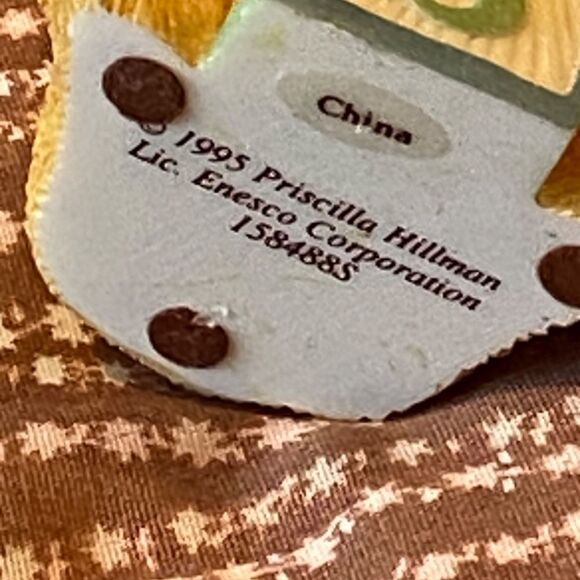 China
© 1995 Priscilla Hillman
Lic. Enesco Corporation
158488S